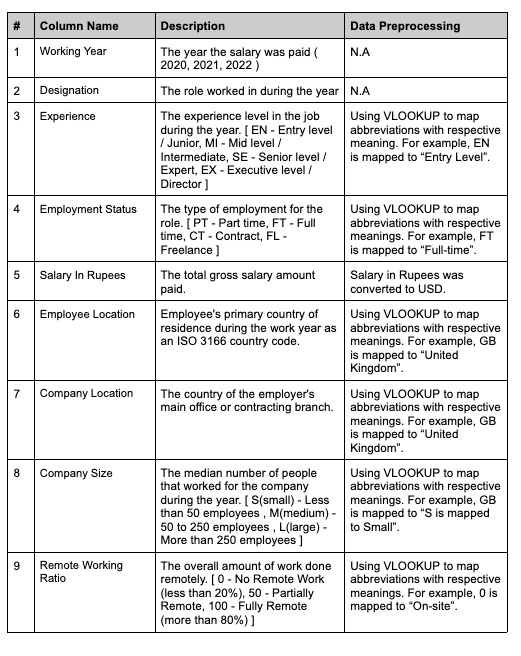 # Column Name Description Data Preprocessing
1 Working Year The year the salary was paid ( N.A
2020, 2021, 2022 )
2 Designation The role worked in during the year N.A
3 Experience The experience level in the job Using VLOOKUP to map
during the year. [ EN - Entry level abbreviations with respective
/ Junior, MI - Mid level / meaning. For example, EN
Intermediate, SE - Senior level / is mapped to “Entry Level”.
Expert, EX - Executive level /
Director ]
4 Employment Status The type of employment for the Using VLOOKUP to map
role. [ PT - Part time, FT - Full abbreviations with respective
time, CT - Contract, FL - meanings. For example, FT
Freelance ] is mapped to “Full-time”.
5 Salary In Rupees The total gross salary amount Salary in Rupees was
paid. converted to USD.
6 Employee Location Employee's primary country of Using VLOOKUP to map
residence during the work year as abbreviations with respective
an ISO 3166 country code. meanings. For example, GB
is mapped to “United
Kingdom”.
7 Company Location The country of the employer's Using VLOOKUP to map
main office or contracting branch. abbreviations with respective
meanings. For example, GB
is mapped to “United
Kingdom”.
8 Company Size The median number of people Using VLOOKUP to map
that worked for the company abbreviations with respective
during the year. [ S(small) - Less meanings. For example, GB
than 50 employees , M(medium) - is mapped to “S is mapped
50 to 250 employees , L(large) - to Small”.
More than 250 employees ]
9 Remote Working The overall amount of work done Using VLOOKUP to map
Ratio remotely. [ 0 - No Remote Work abbreviations with respective
(less than 20%), 50 - Partially meanings. For example, 0 is
Remote, 100 - Fully Remote mapped to “On-site”.
(more than 80%) ]